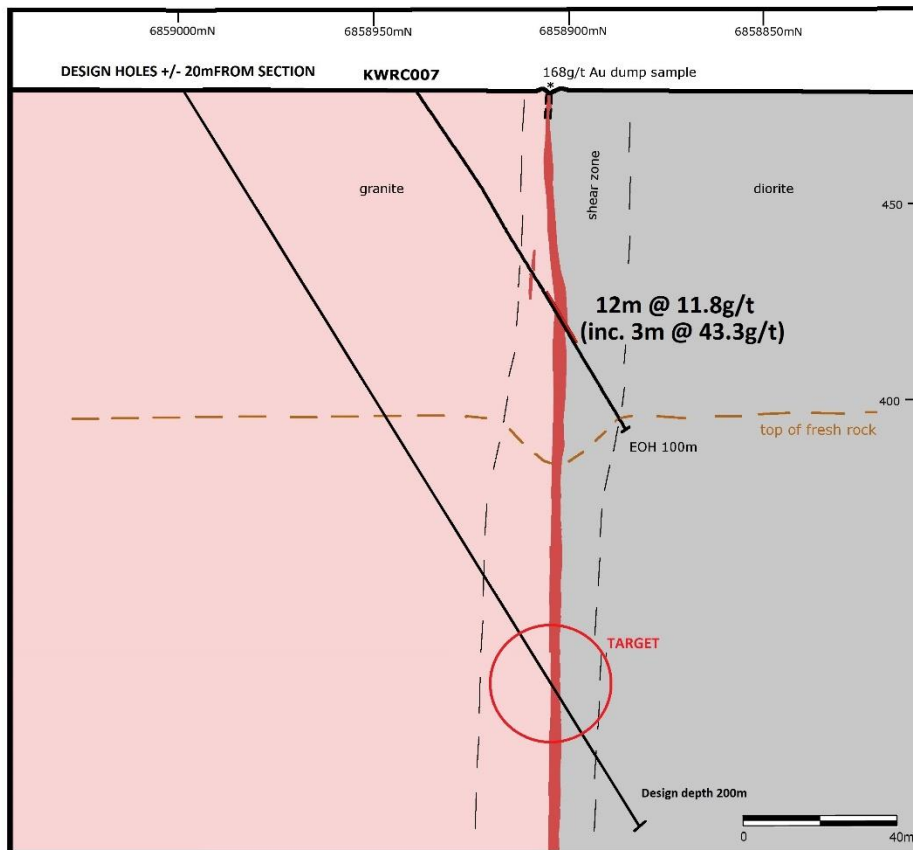 6859000mN
6858950mN
6858900mN
6858850mN
DESIGN HOLES +/- 20mFROM SECTION
KWRC007
168g/t Au dump sample
*
granite
shear zone
diorite
450
12m @ 11.8g/t
(inc. 3m @ 43.3g/t)
400
top of fresh rock
EOH 100m
TARGET
Design depth 200m
0
40m